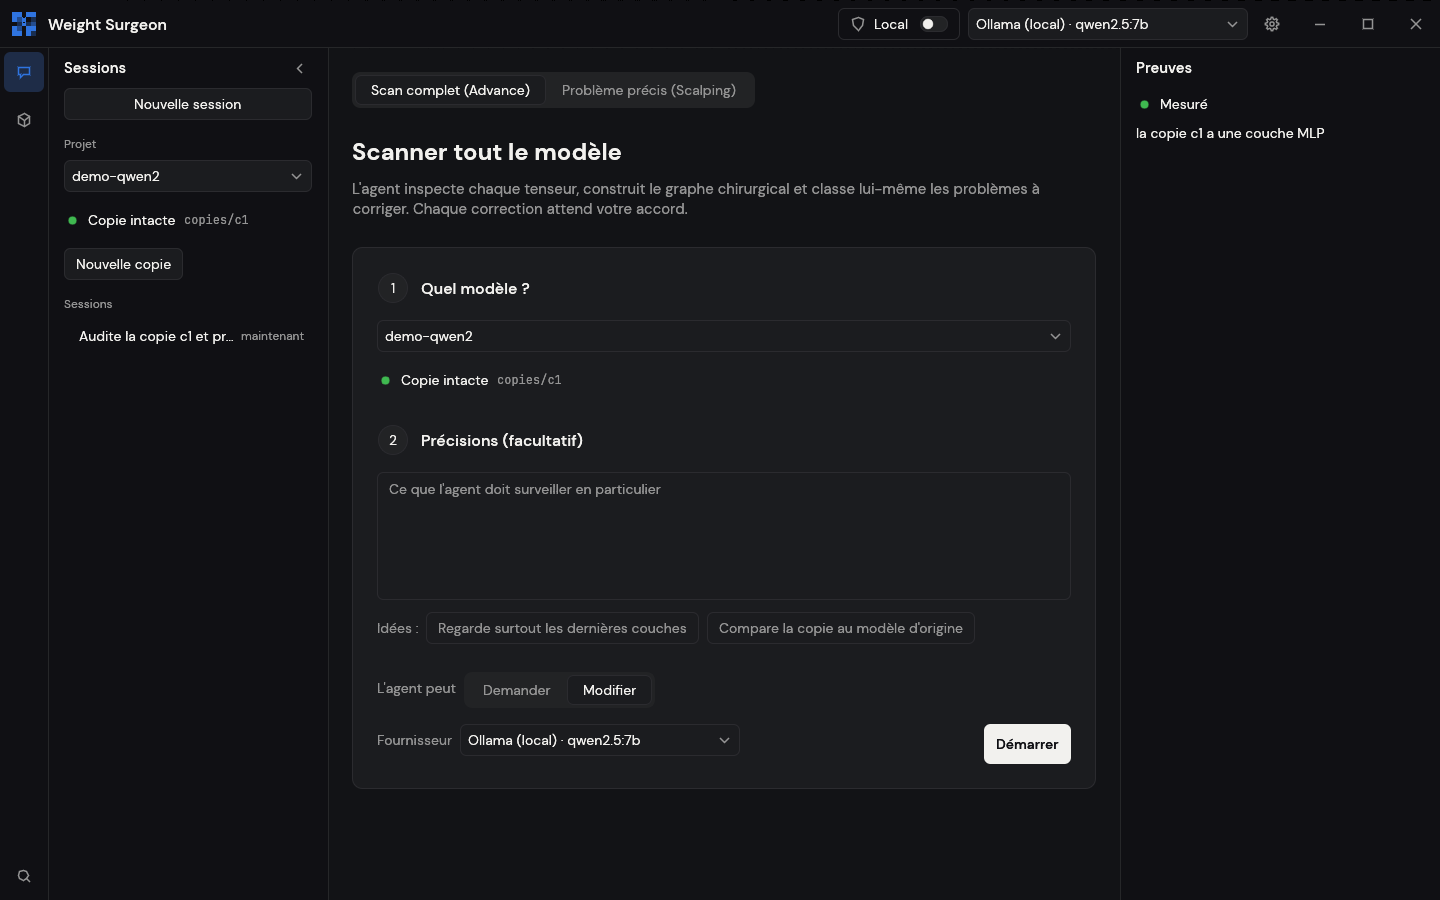 Weight Surgeon
Local
Ollama (local) · qwen2.5:7b
Sessions
Nouvelle session
Projet
demo-qwen2
Copie intacte copies/c1
Nouvelle copie
Sessions
Audite la copie c1 et pr... maintenant
Scan complet (Advance)
Problème précis (Scalping)
Scanner tout le modèle
L'agent inspecte chaque tenseur, construit le graphe chirurgical et classe lui-même les problèmes à
corriger. Chaque correction attend votre accord.
1 Quel modèle ?
demo-qwen2
Copie intacte copies/c1
2 Précisions (facultatif)
Ce que l'agent doit surveiller en particulier
Idées : Regarde surtout les dernières couches Compare la copie au modèle d'origine
L'agent peut Demander Modifier
Fournisseur Ollama (local) · qwen2.5:7b
Démarrer
Preuves
Mesuré
la copie c1 a une couche MLP